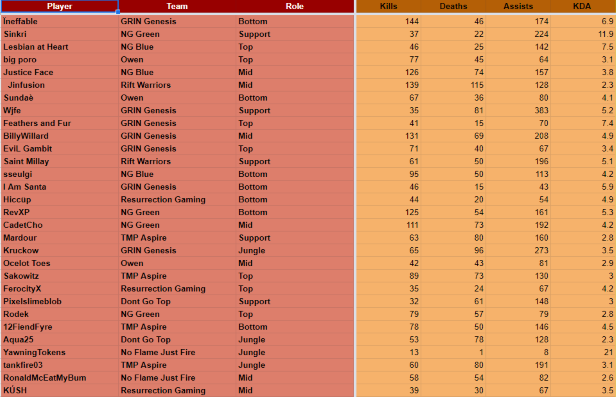 Player Team Role Kills Deaths Assists KDA
Ineffable GRIN Genesis Bottom 144 46 174 6.9
Sinkri NG Green Support 37 22 224 11.9
Lesbian at Heart NG Blue Top 46 25 142 7.5
big poro Owen Top 77 45 64 3.1
Justice Face NG Blue Mid 126 74 157 3.8
Jinfusion Rift Warriors Mid 139 115 128 2.3
Sundaè Owen Bottom 67 36 80 4.1
Wjfe GRIN Genesis Support 35 81 383 5.2
Feathers and Fur GRIN Genesis Top 41 15 70 7.4
BillyWillard GRIN Genesis Mid 131 69 208 4.9
EviL Gambit GRIN Genesis Top 71 40 67 3.4
Saint Millay Rift Warriors Support 61 50 196 5.1
sseulgi NG Blue Bottom 95 50 113 4.2
I Am Santa GRIN Genesis Bottom 46 15 43 5.9
Hiccup Resurrection Gaming Bottom 44 20 54 4.9
RevXP NG Green Bottom 125 54 161 5.3
CadetCho NG Green Mid 111 73 192 4.2
Mardour TMP Aspire Support 63 80 160 2.8
Kruckow GRIN Genesis Jungle 65 96 273 3.5
Ocelot Toes Owen Mid 42 43 81 2.9
Sakowitz TMP Aspire Top 89 73 130 3
FerocityX Resurrection Gaming Top 35 24 67 4.2
Pixelslimeblob Dont Go Top Support 32 61 148 3
Rodek NG Green Top 79 57 79 2.8
12FiendFyre TMP Aspire Bottom 78 50 146 4.5
Aqua25 Dont Go Top Jungle 53 78 128 2.3
YawningTokens No Flame Just Fire Jungle 13 1 8 21
tankfire03 TMP Aspire Jungle 60 80 191 3.1
RonaldMcEatMyBum No Flame Just Fire Mid 58 54 82 2.6
KÚSH Resurrection Gaming Mid 39 30 67 3.5